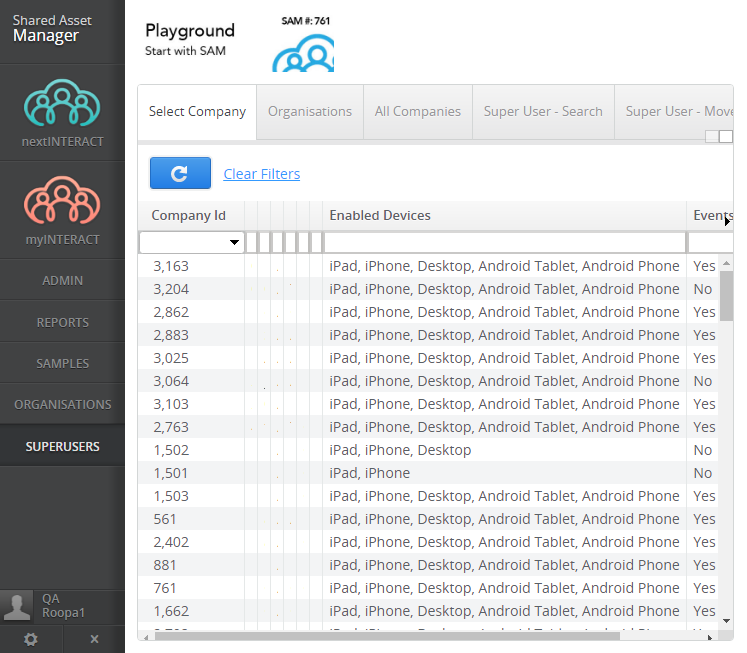 Shared Asset
Manager
nextINTERACT
myINTERACT
ADMIN
REPORTS
SAMPLES
ORGANISATIONS
SUPERUSERS
QA
Roopa1
Playground
Start with SAM
SAM #: 761
Select Company Organisations All Companies Super User - Search Super User - Move
Clear Filters
Company Id Enabled Devices Events
3,163 iPad, iPhone, Desktop, Android Tablet, Android Phone Yes
3,204 iPad, iPhone, Desktop, Android Tablet, Android Phone No
2,862 iPad, iPhone, Desktop, Android Tablet, Android Phone Yes
2,883 iPad, iPhone, Desktop, Android Tablet, Android Phone Yes
3,025 iPad, iPhone, Desktop, Android Tablet, Android Phone Yes
3,064 iPad, iPhone, Desktop, Android Tablet, Android Phone No
3,103 iPad, iPhone, Desktop, Android Tablet, Android Phone Yes
2,763 iPad, iPhone, Desktop, Android Tablet, Android Phone Yes
1,502 iPad, iPhone, Desktop No
1,501 iPad, iPhone No
1,503 iPad, iPhone, Desktop, Android Tablet, Android Phone Yes
561 iPad, iPhone, Desktop, Android Tablet, Android Phone Yes
2,402 iPad, iPhone, Desktop, Android Tablet, Android Phone Yes
881 iPad, iPhone, Desktop, Android Tablet, Android Phone Yes
761 iPad, iPhone, Desktop, Android Tablet, Android Phone Yes
1,662 iPad, iPhone, Desktop, Android Tablet, Android Phone Yes